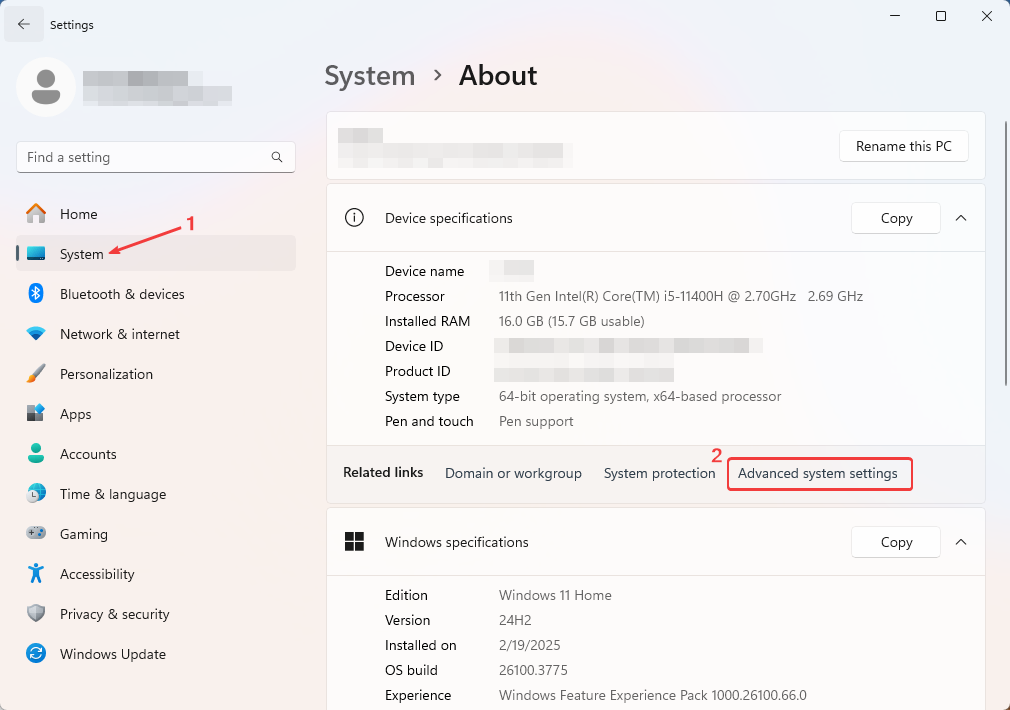 Settings
Find a setting
Home
1
System
Bluetooth & devices
Network & internet
Personalization
Apps
Accounts
Time & language
Gaming
Accessibility
Privacy & security
Windows Update
System › About
Rename this PC
Device specifications Copy
Device name
Processor 11th Gen Intel(R) Core(TM) i5-11400H @ 2.70GHz 2.69 GHz
Installed RAM 16.0 GB (15.7 GB usable)
Device ID
Product ID
System type 64-bit operating system, x64-based processor
Pen and touch Pen support
Related links Domain or workgroup System protection 2 Advanced system settings
Windows specifications Copy
Edition Windows 11 Home
Version 24H2
Installed on 2/19/2025
OS build 26100.3775
Experience Windows Feature Experience Pack 1000.26100.66.0